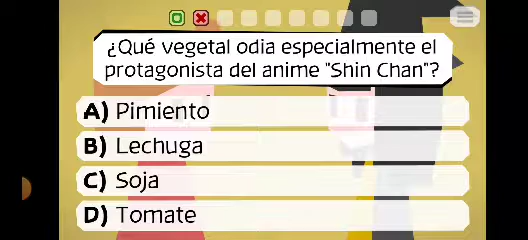 ¿Qué vegetal odia especialmente el
protagonista del anime "Shin Chan"?
A) Pimiento
B) Lechuga
C) Soja
D) Tomate